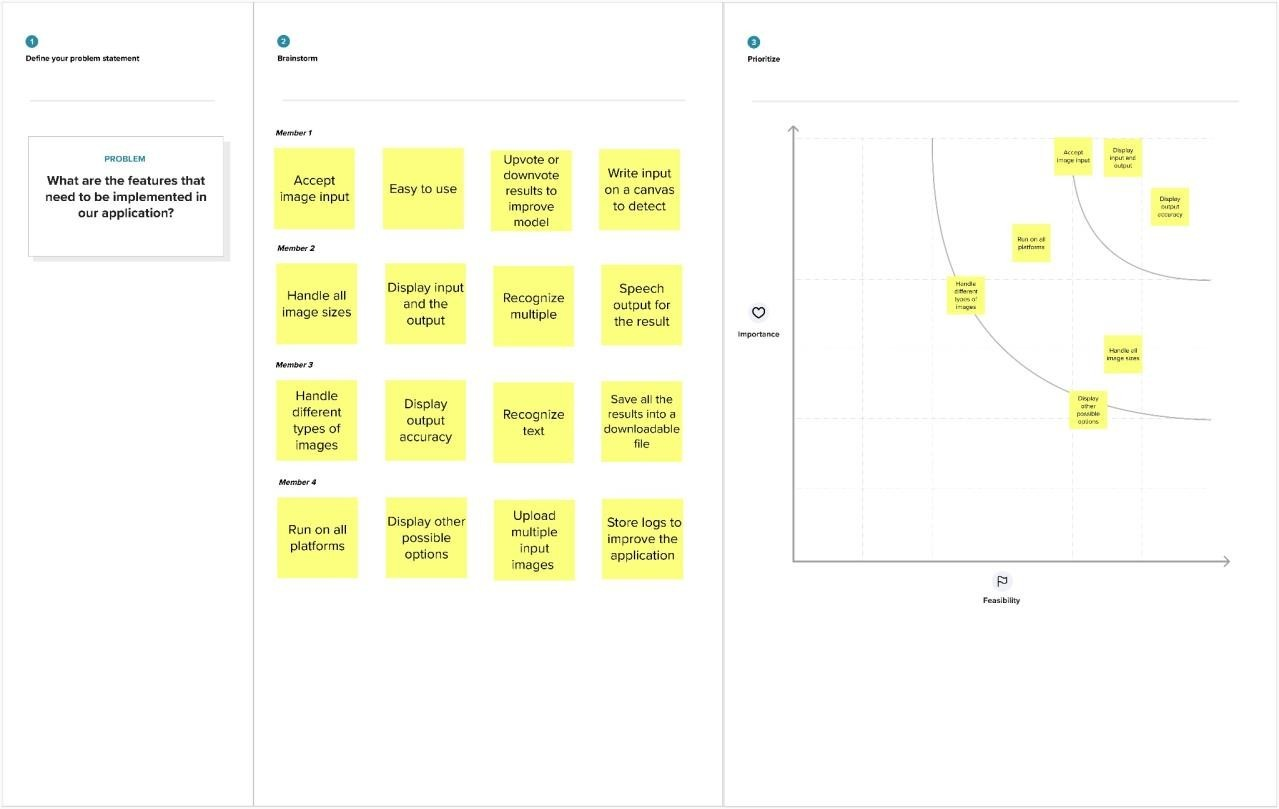 1
Define your problem statement
PROBLEM
What are the features that
need to be implemented in
our application?
2
Brainstorm
Member 1
Accept
image input
Easy to use
Upvote or
downvote
results to
improve
model
Write input
on a canvas
to detect
Member 2
Handle all
image sizes
Display input
and the
output
Recognize
multiple
Speech
output for
the result
Member 3
Handle
different
types of
images
Display
output
accuracy
Recognize
text
Save all the
results into a
downloadable
file
Member 4
Run on all
platforms
Display other
possible
options
Upload
multiple
input
images
Store logs to
improve the
application
3
Prioritize
Accept
image input
Display
input and
output
Display
output
accuracy
Run on all
platforms
Handle
different
types of
images
Importance
Handle all
image sizes
Display
other
possible
options
Feasibility